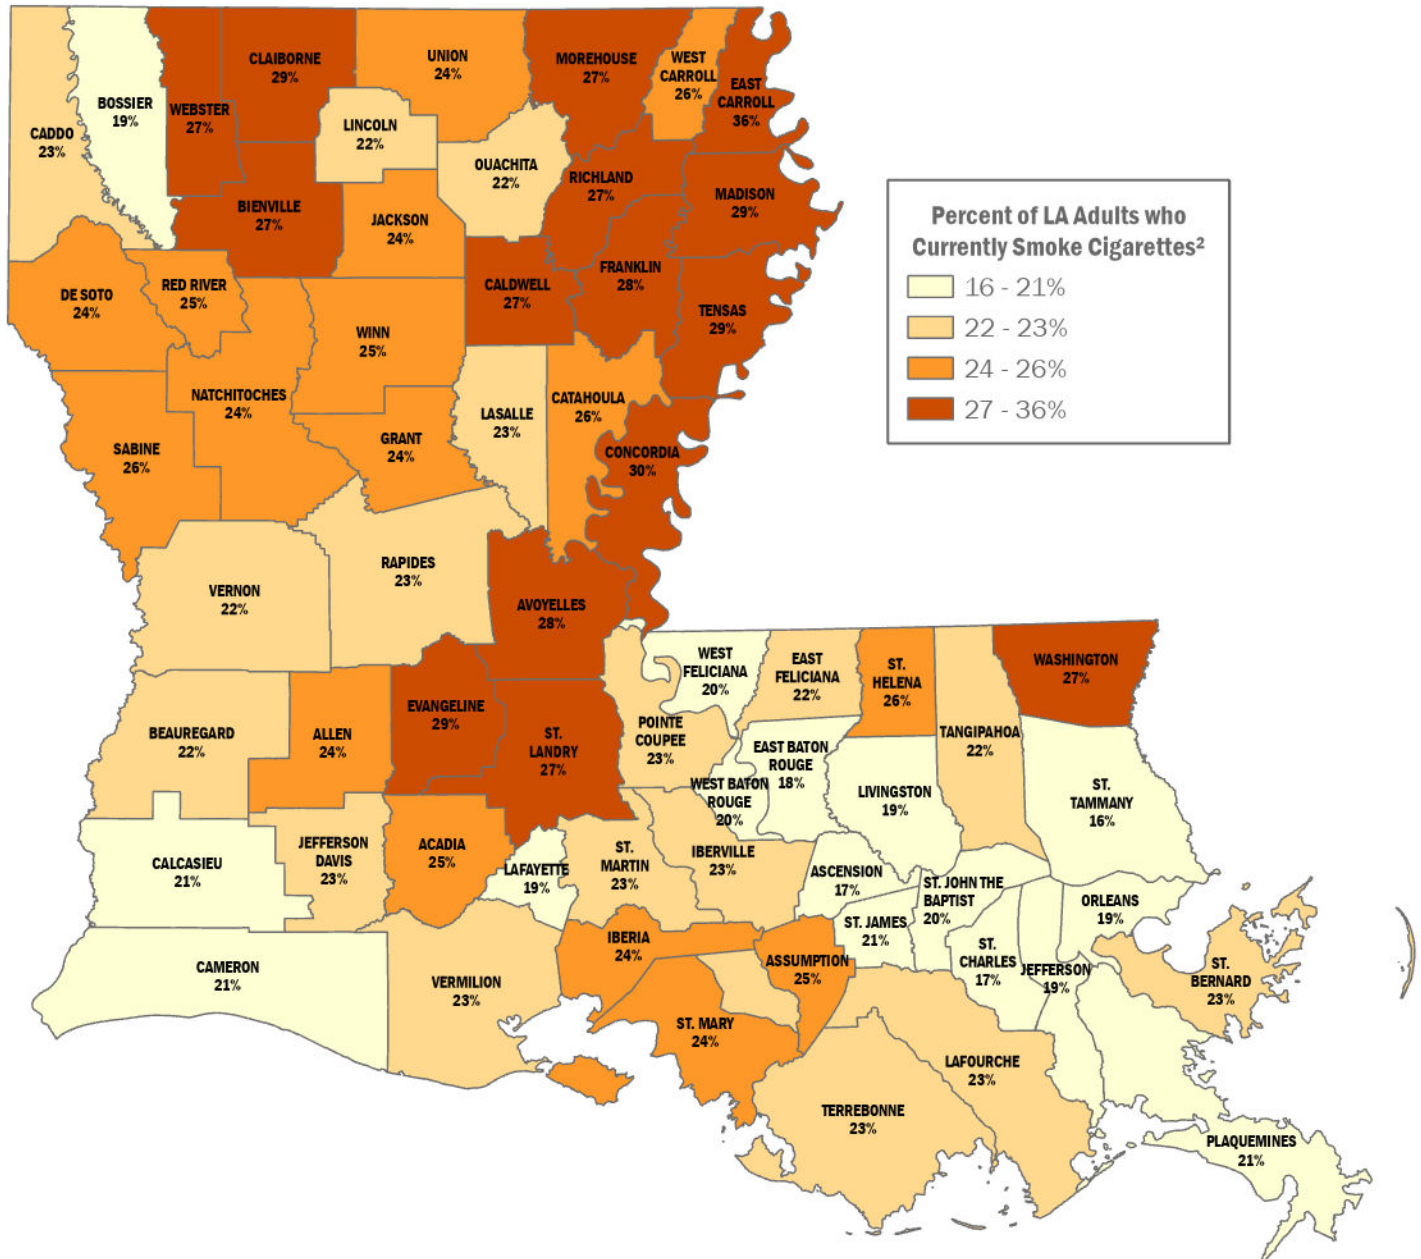 CLAIBORNE
29%
UNION
24%
MOREHOUSE
27%
WEST
CARROLL
26%
EAST
CARROLL
36%
BOSSIER
19%
WEBSTER
27%
CADDO
23%
LINCOLN
22%
OUACHITA
22%
RICHLAND
27%
MADISON
29%
BIENVILLE
27%
JACKSON
24%
Percent of LA Adults who
Currently Smoke Cigarettes²
16 - 21%
22 - 23%
24 - 26%
27 - 36%
DE SOTO
24%
RED RIVER
25%
CALDWELL
27%
FRANKLIN
28%
TENSAS
29%
WINN
25%
NATCHITOCHES
24%
SABINE
26%
GRANT
24%
LASALLE
23%
CATAHOULA
26%
CONCORDIA
30%
VERNON
22%
RAPIDES
23%
AVOYELLES
28%
WEST
FELICIANA
20%
EAST
FELICIANA
22%
ST.
HELENA
26%
WASHINGTON
27%
BEAUREGARD
22%
ALLEN
24%
EVANGELINE
29%
ST.
LANDRY
27%
POINTE
COUPEE
23%
EAST BATON
ROUGE
18%
TANGIPAHOA
22%
WEST BATON
ROUGE
20%
LIVINGSTON
19%
ST.
TAMMANY
16%
CALCASIEU
21%
JEFFERSON
DAVIS
23%
ACADIA
25%
LAFAYETTE
19%
ST.
MARTIN
23%
IBERVILLE
23%
ASCENSION
17%
ST. JOHN THE
BAPTIST
20%
ORLEANS
19%
ST. JAMES
21%
CAMERON
21%
VERMILION
23%
IBERIA
24%
ASSUMPTION
25%
ST.
CHARLES
17%
JEFFERSON
19%
ST.
BERNARD
23%
ST. MARY
24%
LAFOURCHE
23%
TERREBONNE
23%
PLAQUEMINES
21%